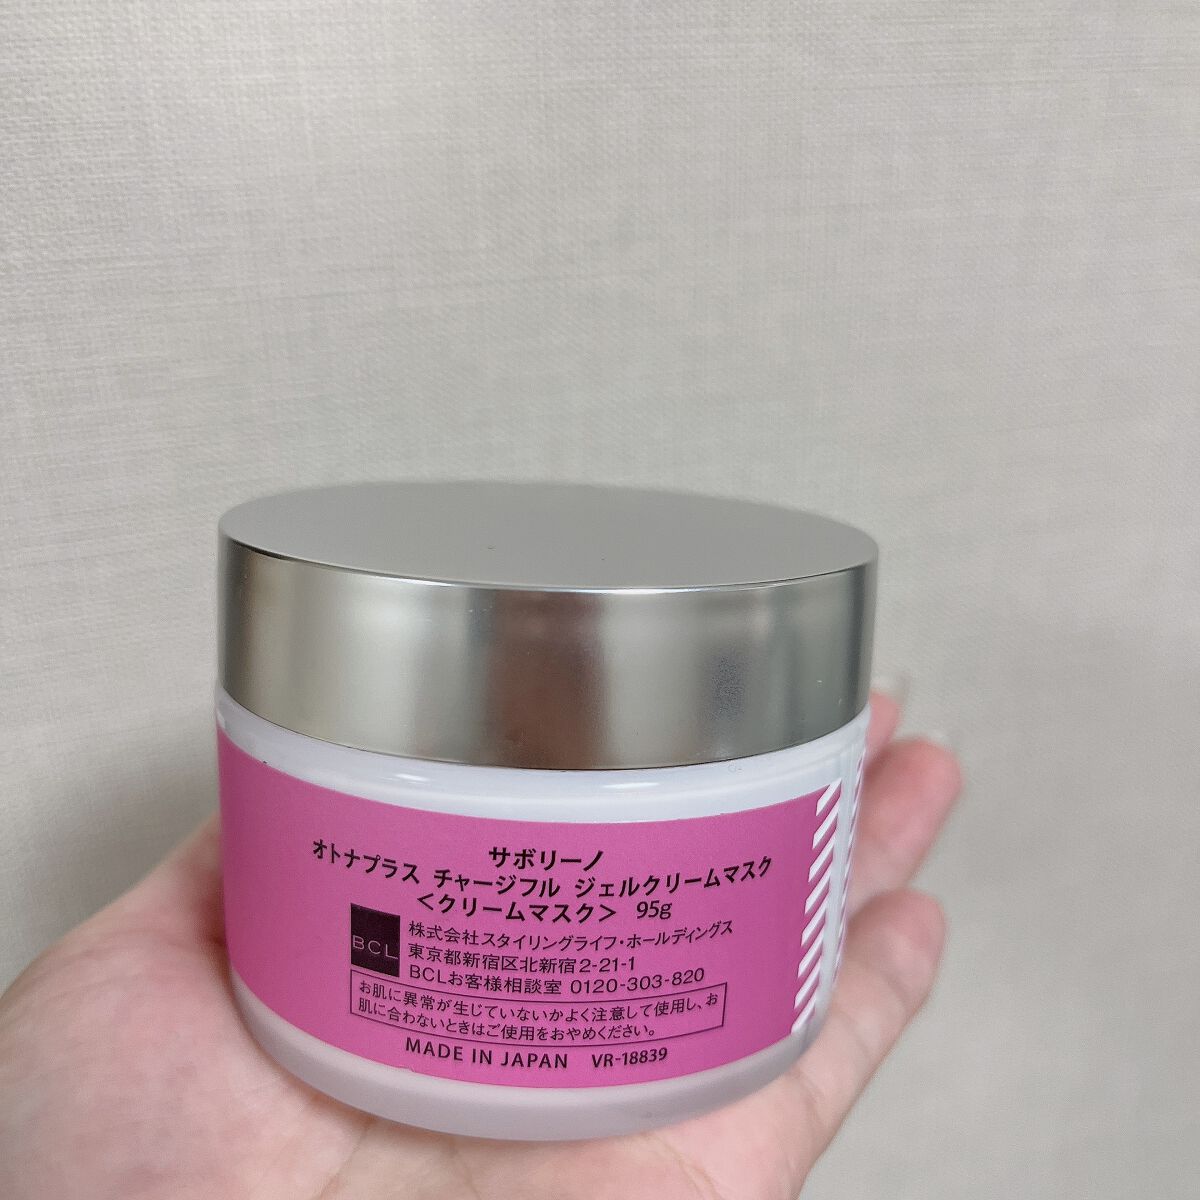 サボリーノ
オトナプラス チャージフル ジェルクリームマスク
<クリームマスク> 95g
BCL
株式会社スタイリングライフ・ホールディングス
東京都新宿区北新宿2-21-1
BCLお客様相談室 0120-303-820
お肌に異常が生じていないかよく注意して使用し、お
肌に合わないときはご使用をおやめください。
MADE IN JAPAN VR-18839